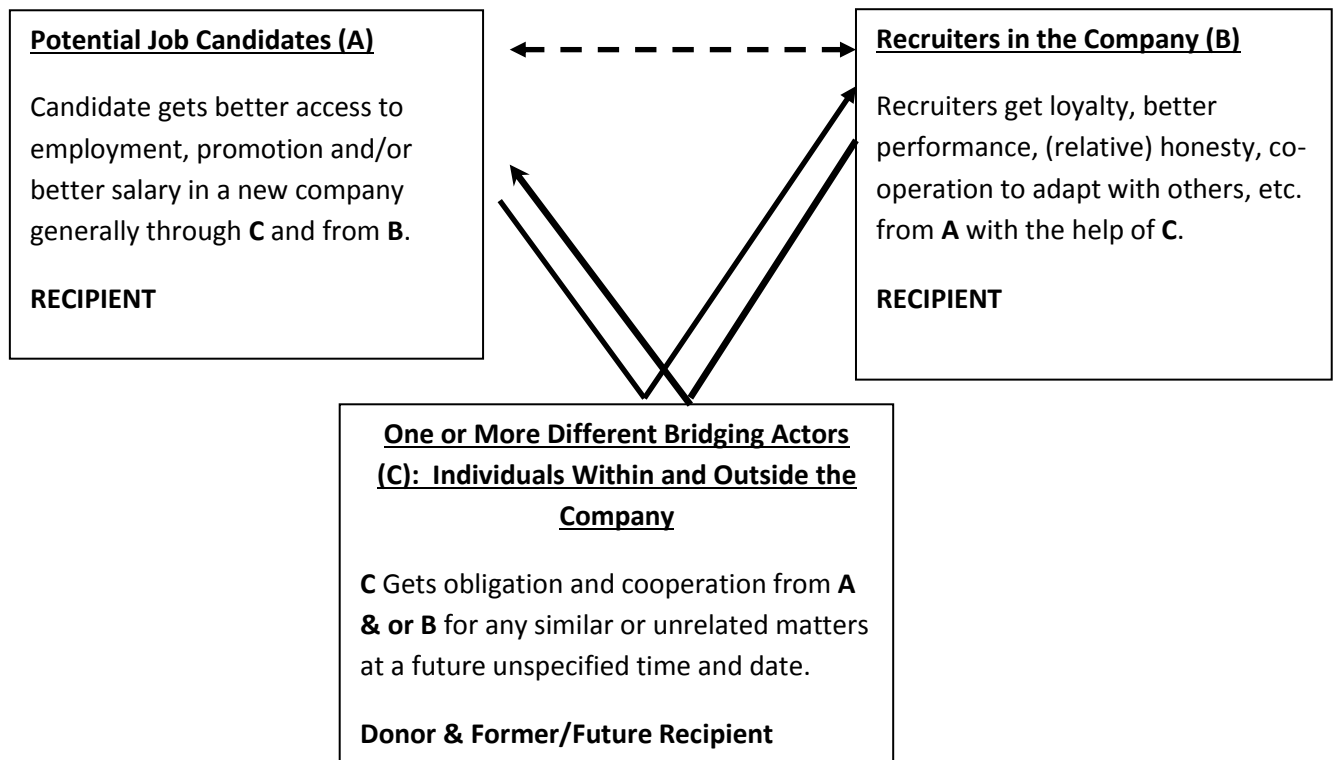 Potential Job Candidates (A)
Candidate gets better access to
employment, promotion and/or
better salary in a new company
generally through C and from B.
RECIPIENT
Recruiters in the Company (B)
Recruiters get loyalty, better
performance, (relative) honesty, co-
operation to adapt with others, etc.
from A with the help of C.
RECIPIENT
One or More Different Bridging Actors
(C): Individuals Within and Outside the
Company
C Gets obligation and cooperation from A
& or B for any similar or unrelated matters
at a future unspecified time and date.
Donor & Former/Future Recipient